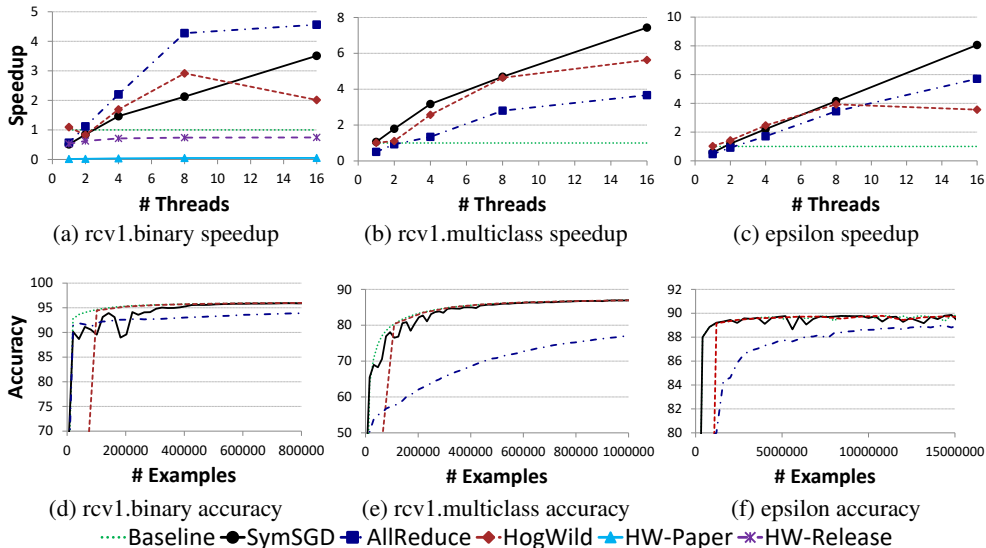 Speedup
5
4
3
2
1
0
0 2 4 6 8 10 12 14 16
# Threads
(a) rcv1.binary speedup
8
6
4
2
0
0 2 4 6 8 10 12 14 16
# Threads
(b) rcv1.multiclass speedup
10
8
6
4
2
0
0 2 4 6 8 10 12 14 16
# Threads
(c) epsilon speedup
Accuracy
100
95
90
85
80
75
70
0 200000 400000 600000 800000
# Examples
(d) rcv1.binary accuracy
90
80
70
60
50
0 200000 400000 600000 800000 1000000
# Examples
(e) rcv1.multiclass accuracy
92
90
88
86
84
82
80
0 5000000 10000000 15000000
# Examples
(f) epsilon accuracy
Baseline SymSGD AllReduce HogWild HW-Paper HW-Release